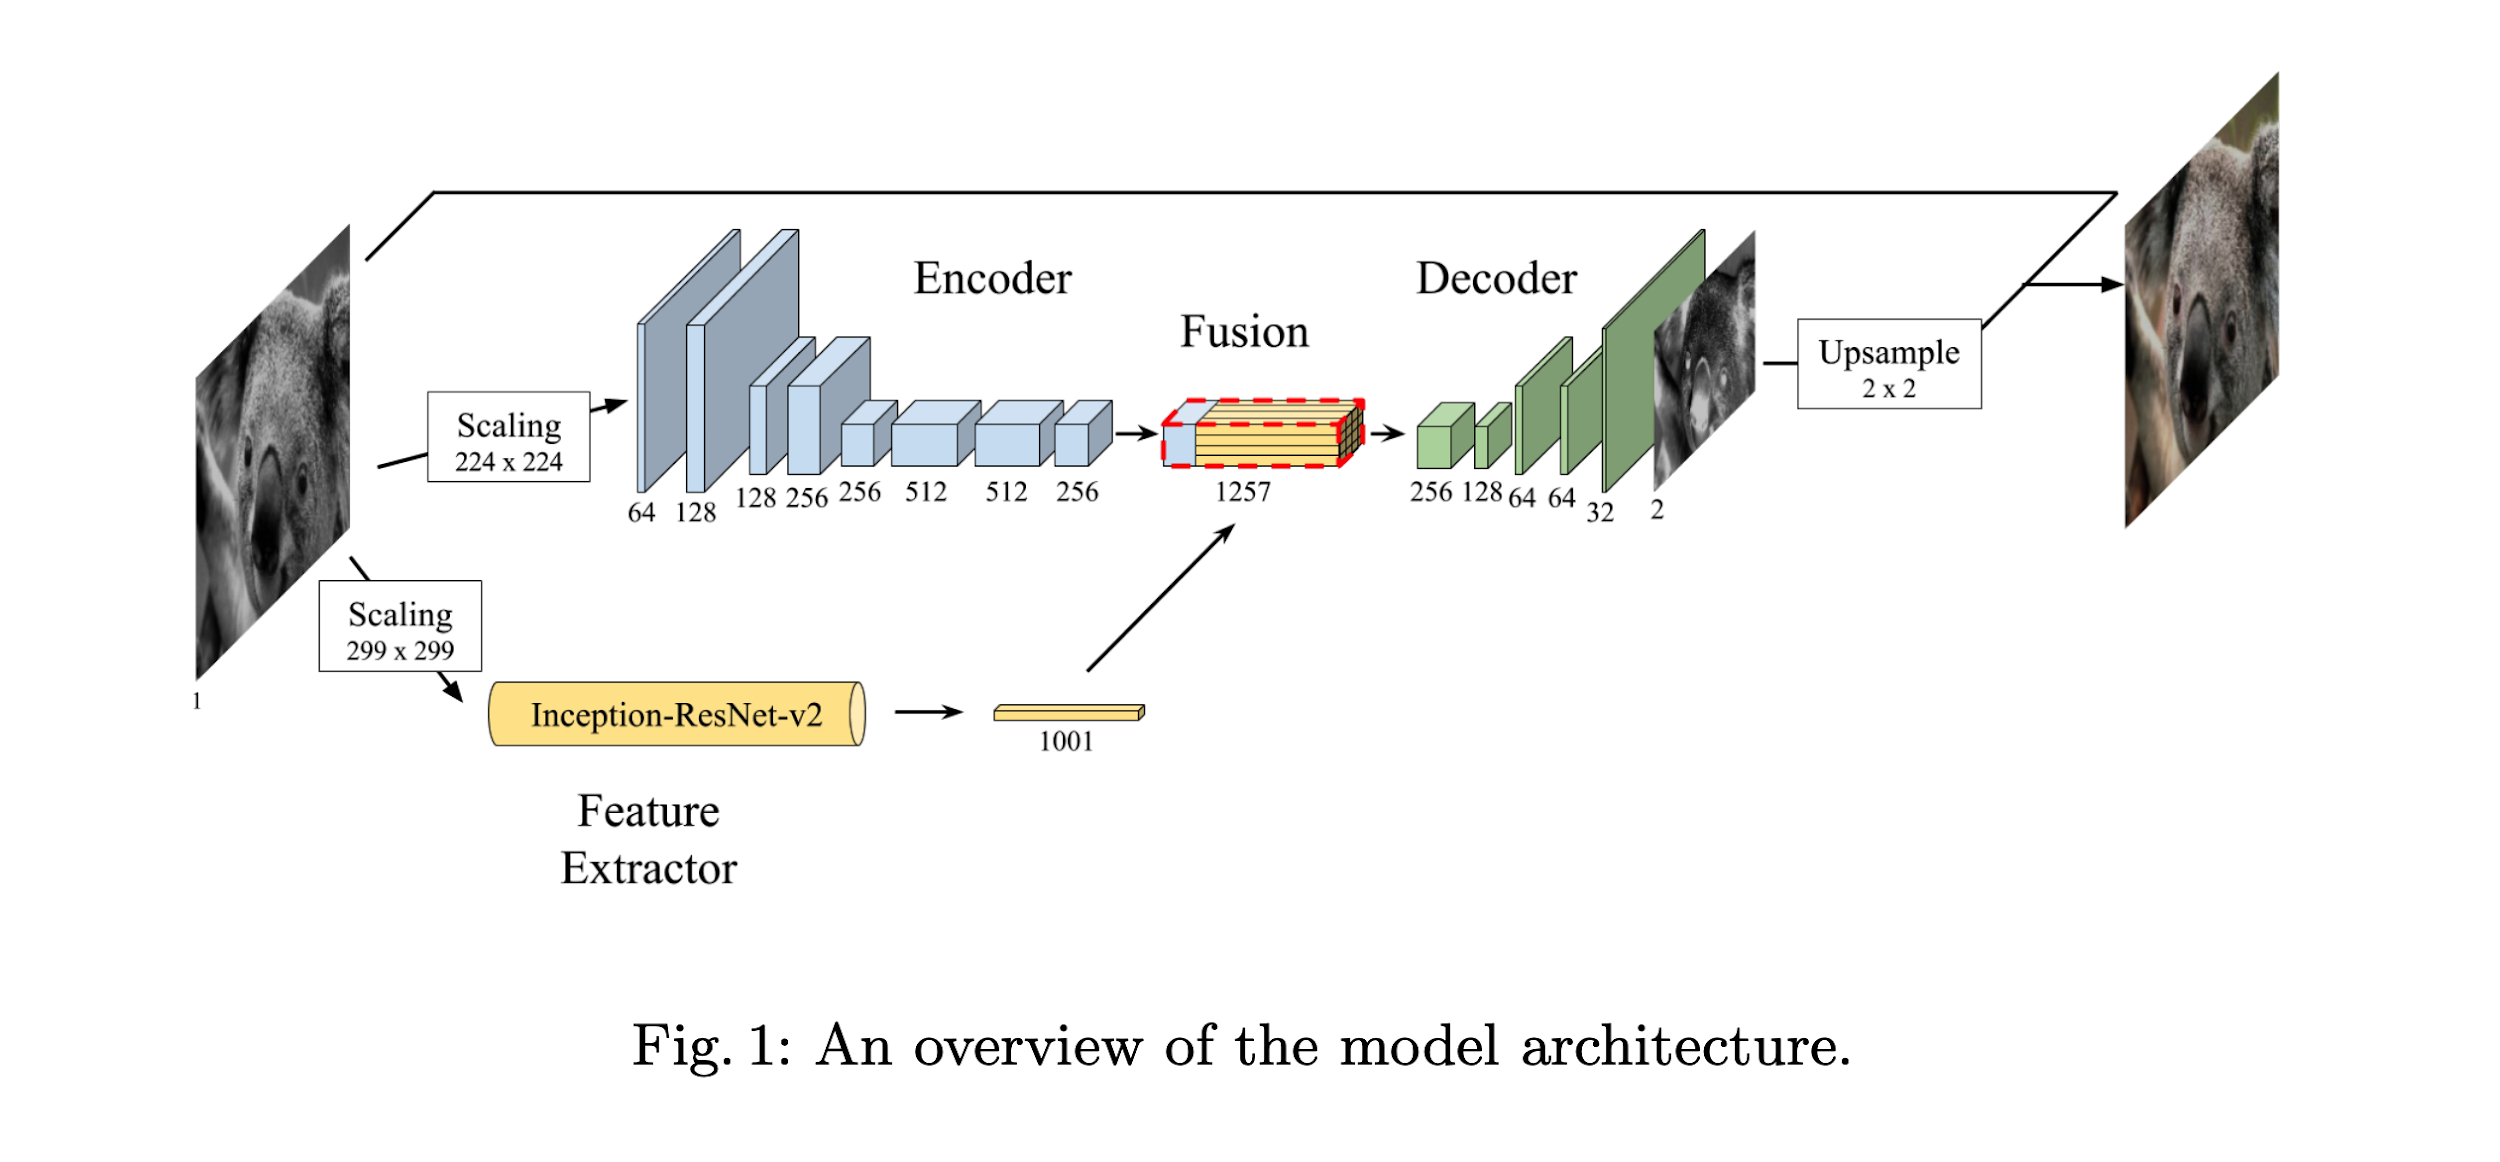 Encoder
Decoder
Fusion
Scaling
224 x 224
Upsample
2 x 2
64 128 128 256 256 512 512 256 1257 256 128 64 64 32 2
Scaling
299 x 299
1
Inception-ResNet-v2
1001
Feature
Extractor
Fig. 1: An overview of the model architecture.